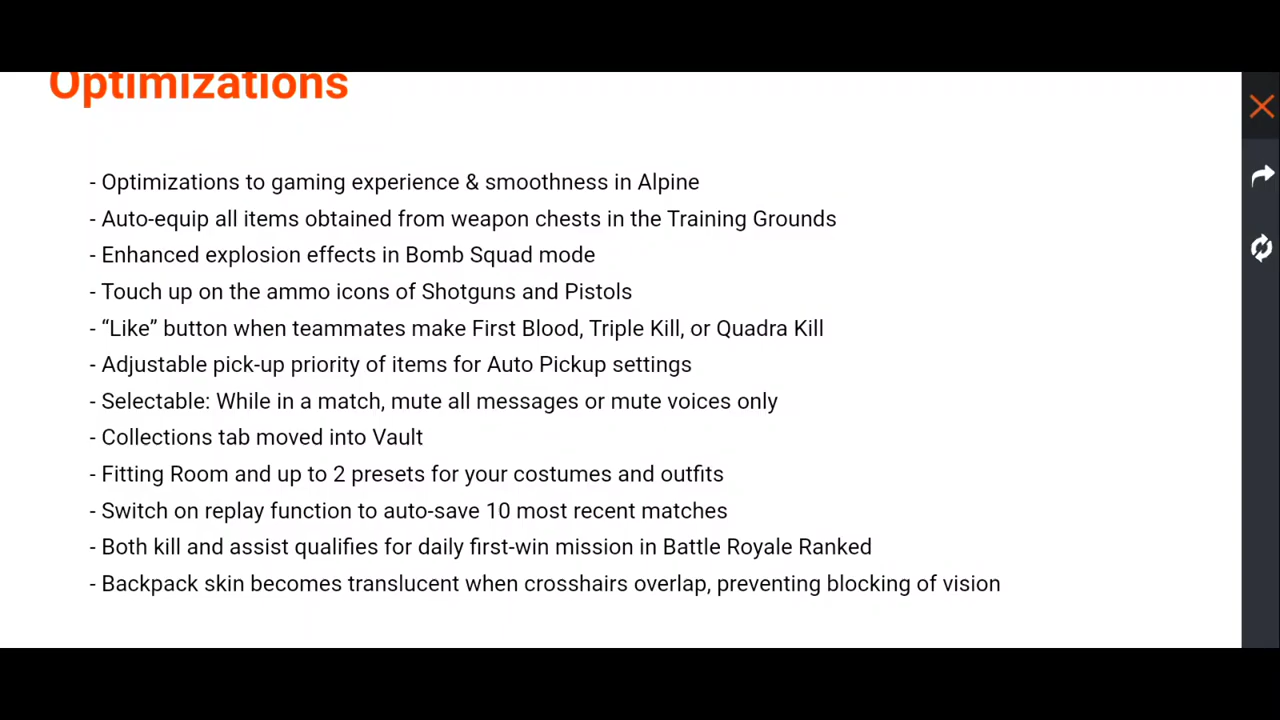 Optimizations
- Optimizations to gaming experience & smoothness in Alpine
- Auto-equip all items obtained from weapon chests in the Training Grounds
- Enhanced explosion effects in Bomb Squad mode
- Touch up on the ammo icons of Shotguns and Pistols
- “Like” button when teammates make First Blood, Triple Kill, or Quadra Kill
- Adjustable pick-up priority of items for Auto Pickup settings
- Selectable: While in a match, mute all messages or mute voices only
- Collections tab moved into Vault
- Fitting Room and up to 2 presets for your costumes and outfits
- Switch on replay function to auto-save 10 most recent matches
- Both kill and assist qualifies for daily first-win mission in Battle Royale Ranked
- Backpack skin becomes translucent when crosshairs overlap, preventing blocking of vision